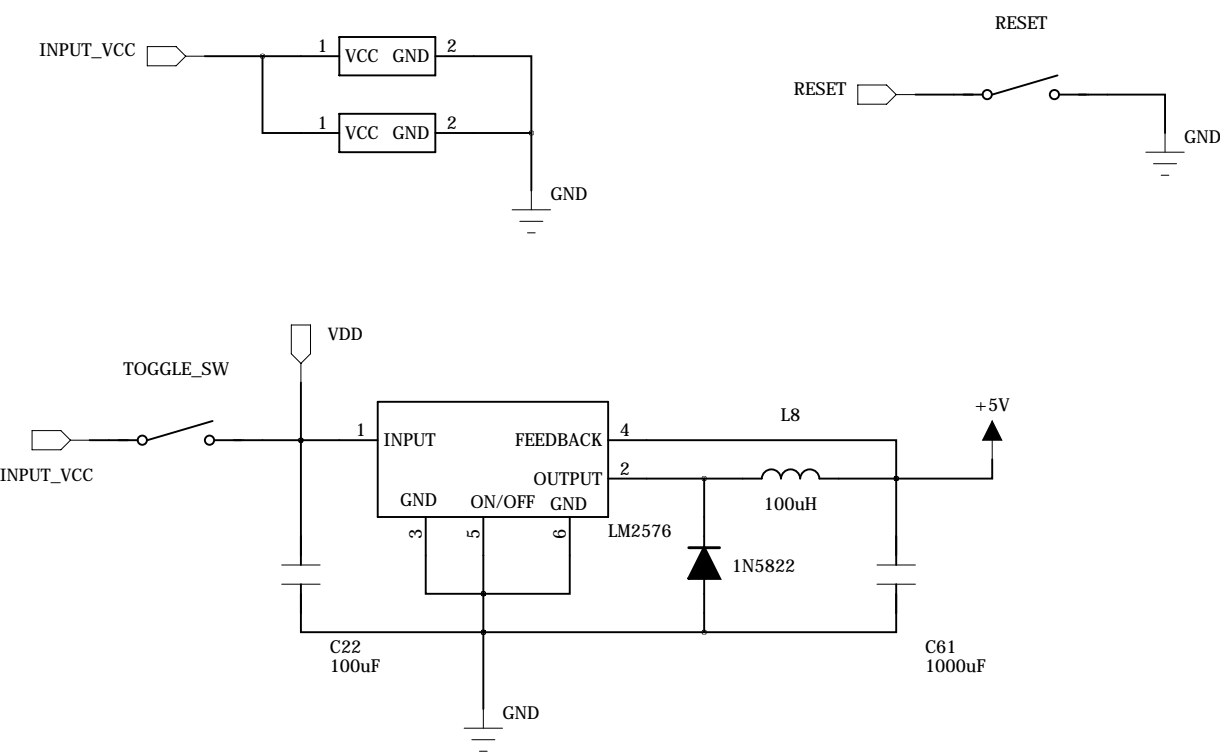 RESET
INPUT_VCC
1
VCC GND
2
RESET
1
VCC GND
2
GND
GND
VDD
TOGGLE_SW
+5V
L8
1
INPUT
FEEDBACK
4
INPUT_VCC
OUTPUT
2
GND
ON/OFF
GND
100uH
3
5
6
LM2576
1N5822
C22
100uF
C61
1000uF
GND